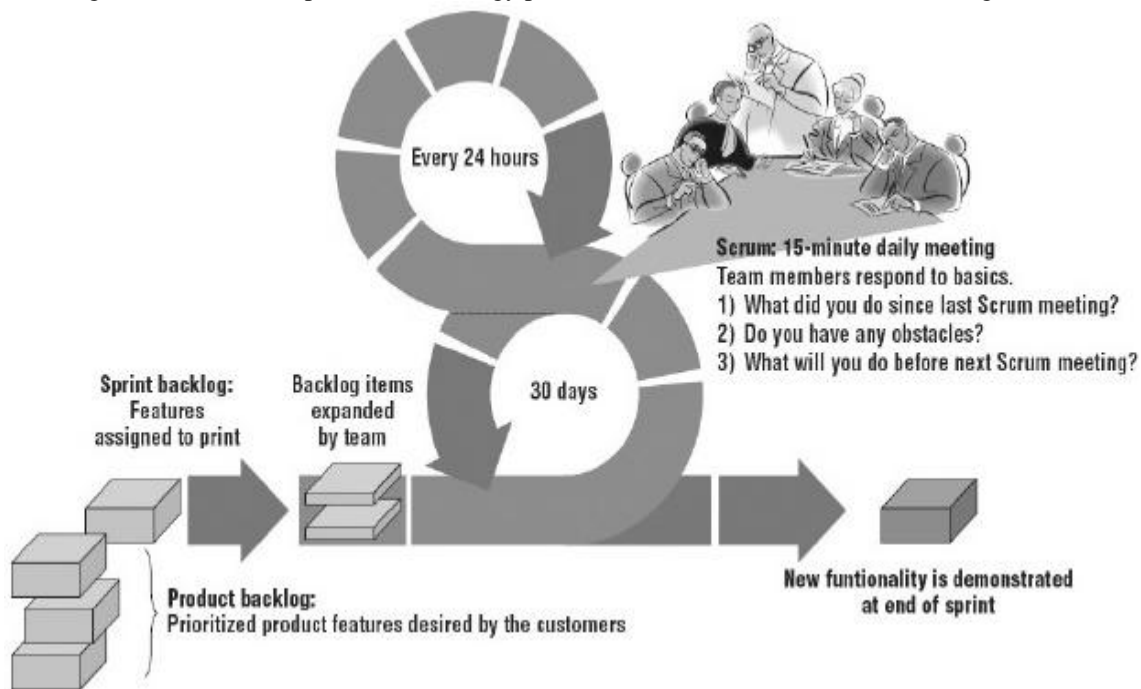 Every 24 hours
Scrum: 15-minute daily meeting
Team members respond to basics.
1) What did you do since last Scrum meeting?
2) Do you have any obstacles?
3) What will you do before next Scrum meeting?
30 days
Sprint backlog:
Features
assigned to print
Backlog items
expanded
by team
New funtionality is demonstrated
at end of sprint
Product backlog:
Prioritized product features desired by the customers